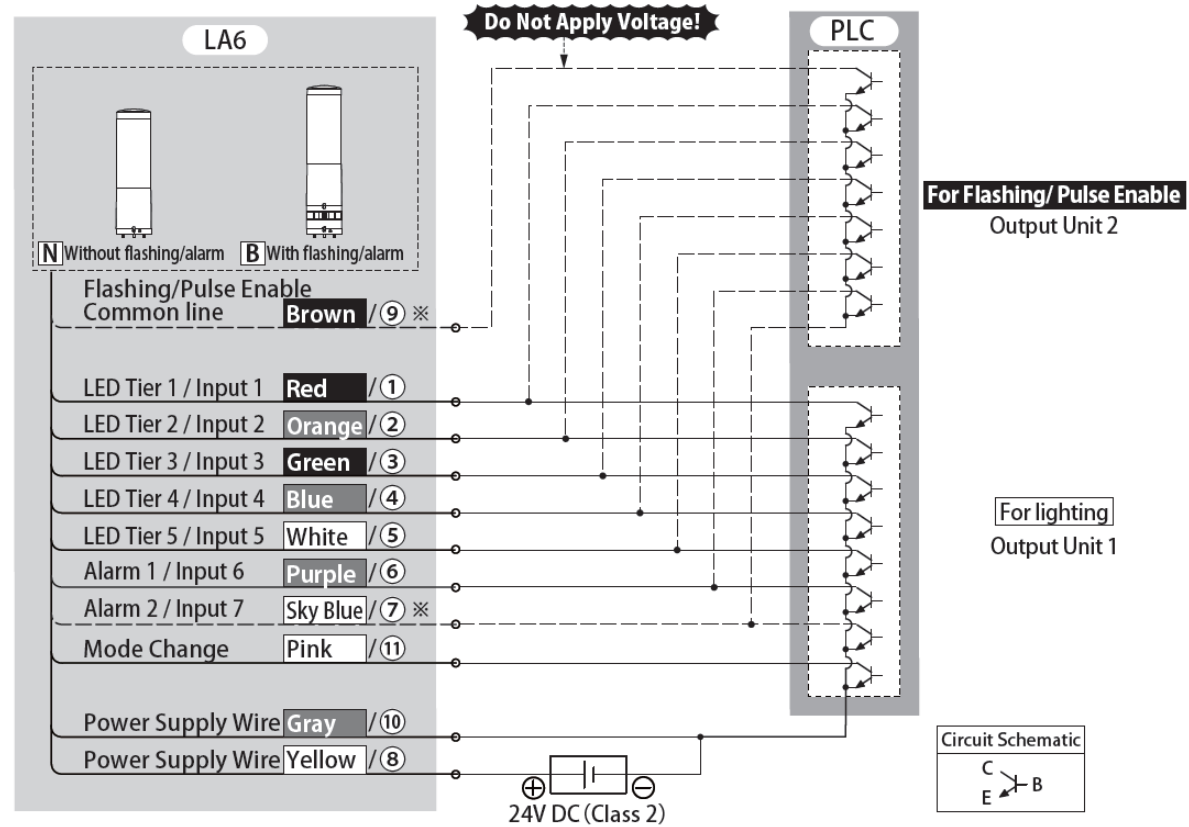 Do Not Apply Voltage!
LA6
PLC
N Without flashing/alarm B With flashing/alarm
For Flashing/ Pulse Enable
Output Unit 2
Flashing/Pulse Enable
Common line Brown /⑨ ※
LED Tier 1 / Input 1 Red /①
LED Tier 2 / Input 2 Orange /②
LED Tier 3 / Input 3 Green /③
LED Tier 4 / Input 4 Blue /④
LED Tier 5 / Input 5 White /⑤
Alarm 1 / Input 6 Purple /⑥
Alarm 2 / Input 7 Sky Blue /⑦ ※
Mode Change Pink /⑪
For lighting
Output Unit 1
Power Supply Wire Gray /⑩
Power Supply Wire Yellow /⑧
⊕ ⊖
24V DC (Class 2)
Circuit Schematic
C
B
E